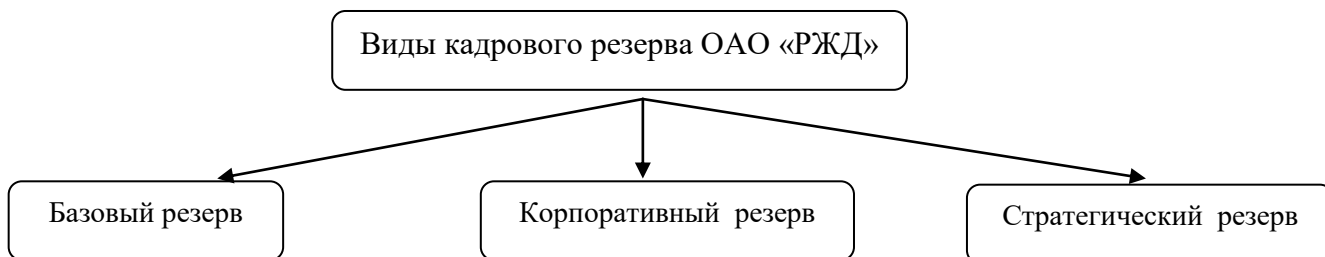 Виды кадрового резерва ОАО «РЖД»
Базовый резерв
Корпоративный резерв
Стратегический резерв